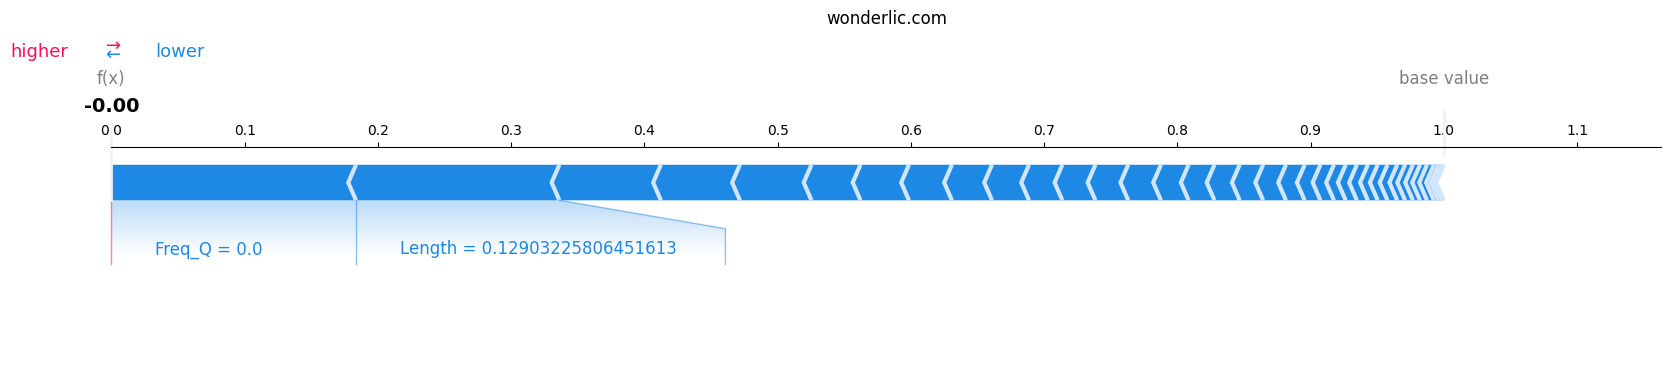 wonderlic.com
higher ⇄ lower
f(x) base value
-0.00
0.0 0.1 0.2 0.3 0.4 0.5 0.6 0.7 0.8 0.9 1.0 1.1
Freq_Q = 0.0 Length = 0.12903225806451613